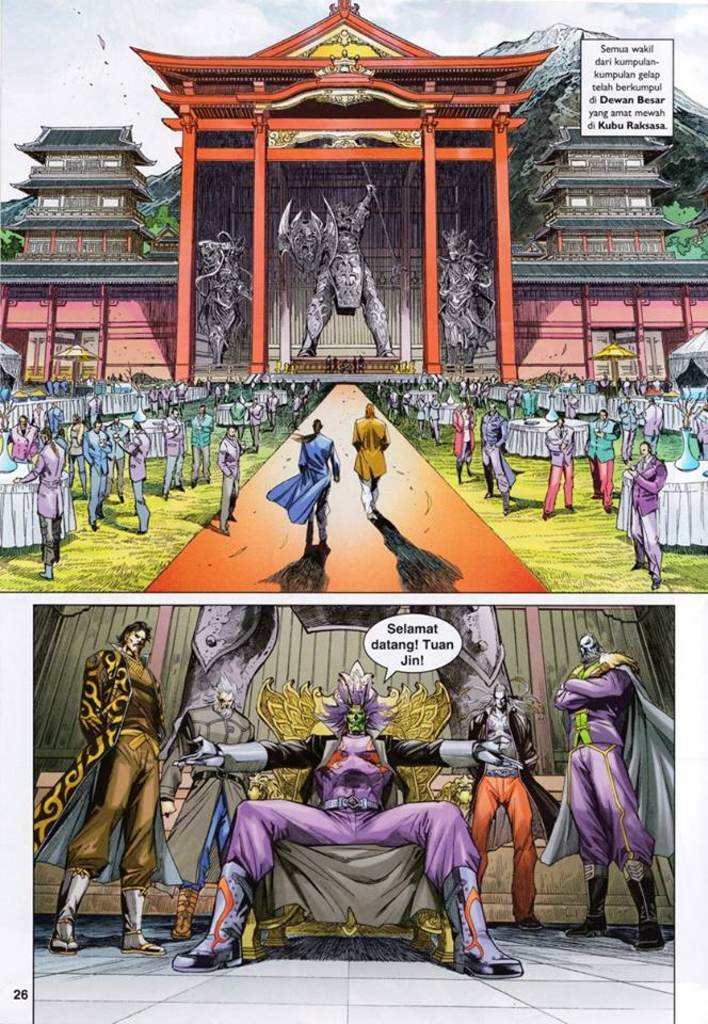 Semua wakil
dari kumpulan-
kumpulan gelap
telah berkumpul
di Dewan Besar
yang amat mewah
di Kubu Raksasa.
Selamat
datang! Tuan
Jin!
26